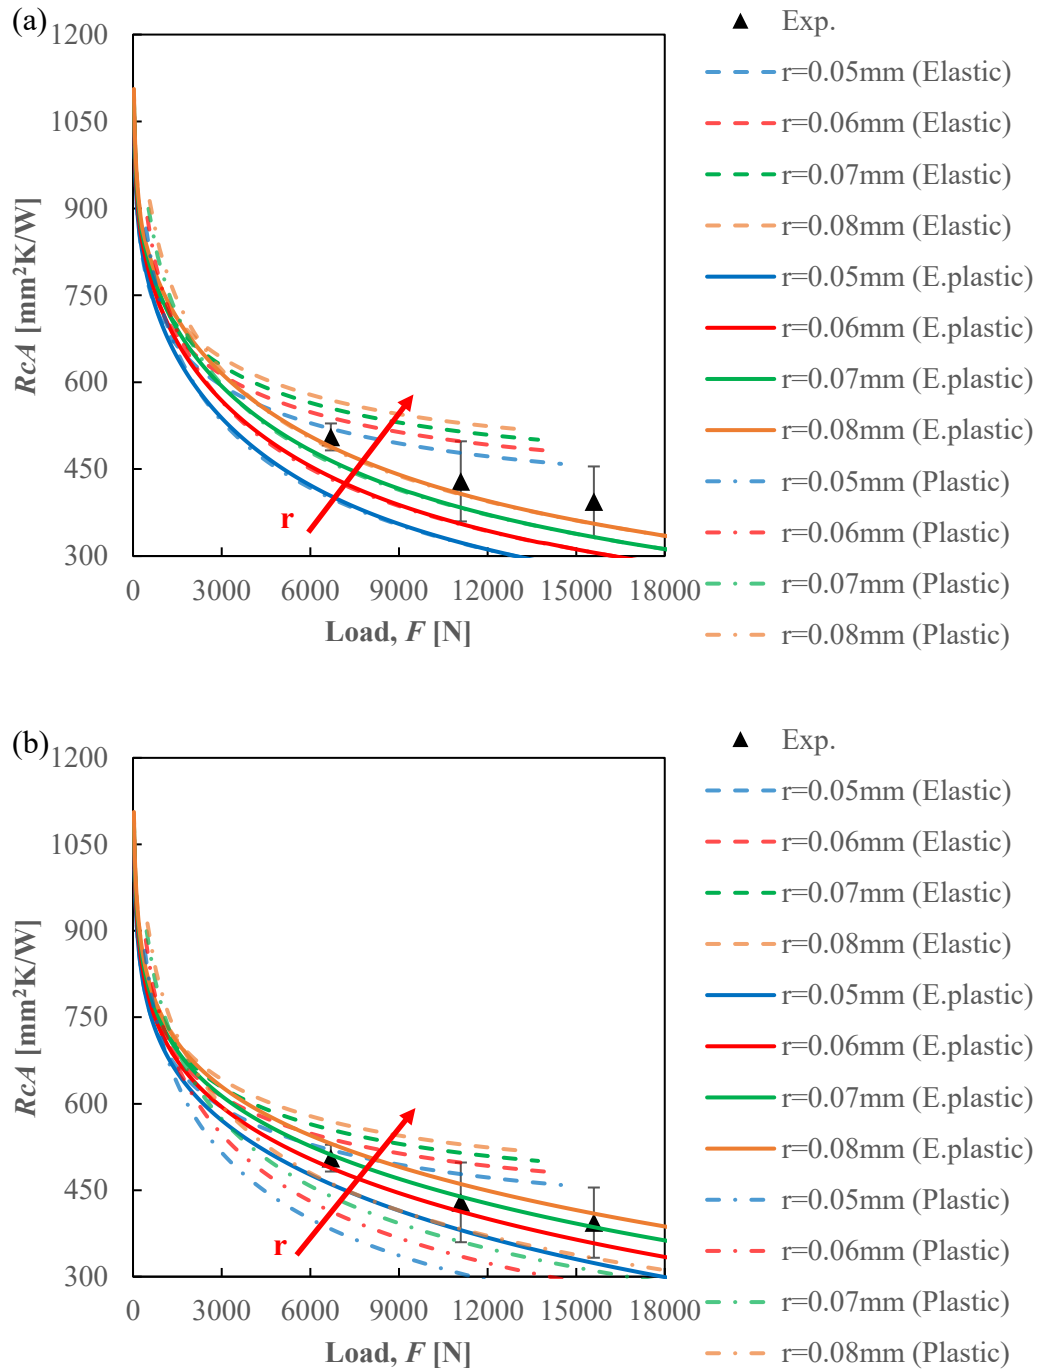 (a)
1200
1050
900
750
600
450
300
RcA [mm²K/W]
r
0 3000 6000 9000 12000 15000 18000
Load, F [N]
Exp.
r=0.05mm (Elastic)
r=0.06mm (Elastic)
r=0.07mm (Elastic)
r=0.08mm (Elastic)
r=0.05mm (E.plastic)
r=0.06mm (E.plastic)
r=0.07mm (E.plastic)
r=0.08mm (E.plastic)
r=0.05mm (Plastic)
r=0.06mm (Plastic)
r=0.07mm (Plastic)
r=0.08mm (Plastic)
(b)
1200
1050
900
750
600
450
300
RcA [mm²K/W]
r
0 3000 6000 9000 12000 15000 18000
Load, F [N]
Exp.
r=0.05mm (Elastic)
r=0.06mm (Elastic)
r=0.07mm (Elastic)
r=0.08mm (Elastic)
r=0.05mm (E.plastic)
r=0.06mm (E.plastic)
r=0.07mm (E.plastic)
r=0.08mm (E.plastic)
r=0.05mm (Plastic)
r=0.06mm (Plastic)
r=0.07mm (Plastic)
r=0.08mm (Plastic)